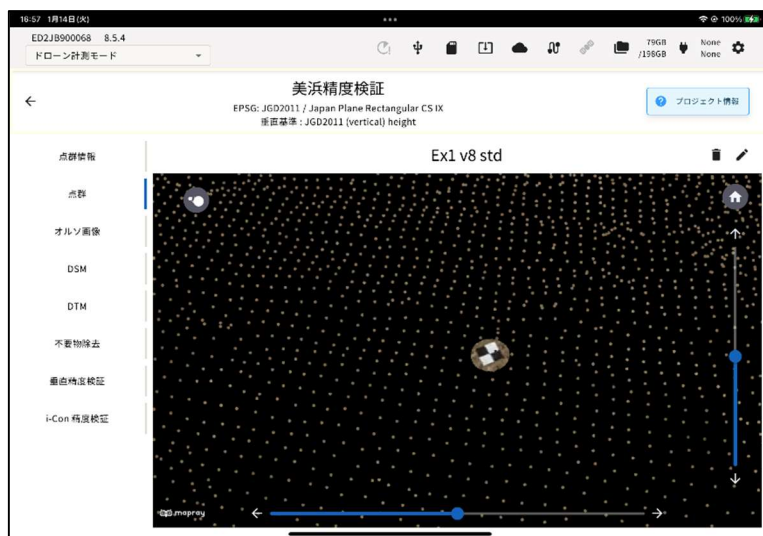 16:57 1月14日(火)
100%
ED2JB900068 8.5.4
ドローン計測モード
79GB
/198GB
None
None
美浜精度検証
EPSG: JGD2011 / Japan Plane Rectangular CS IX
垂直基準 : JGD2011 (vertical) height
プロジェクト情報
点群情報
Ex1 v8 std
点群
オルソ画像
DSM
DTM
不要物除去
垂直精度検証
i-Con 精度検証
mapray